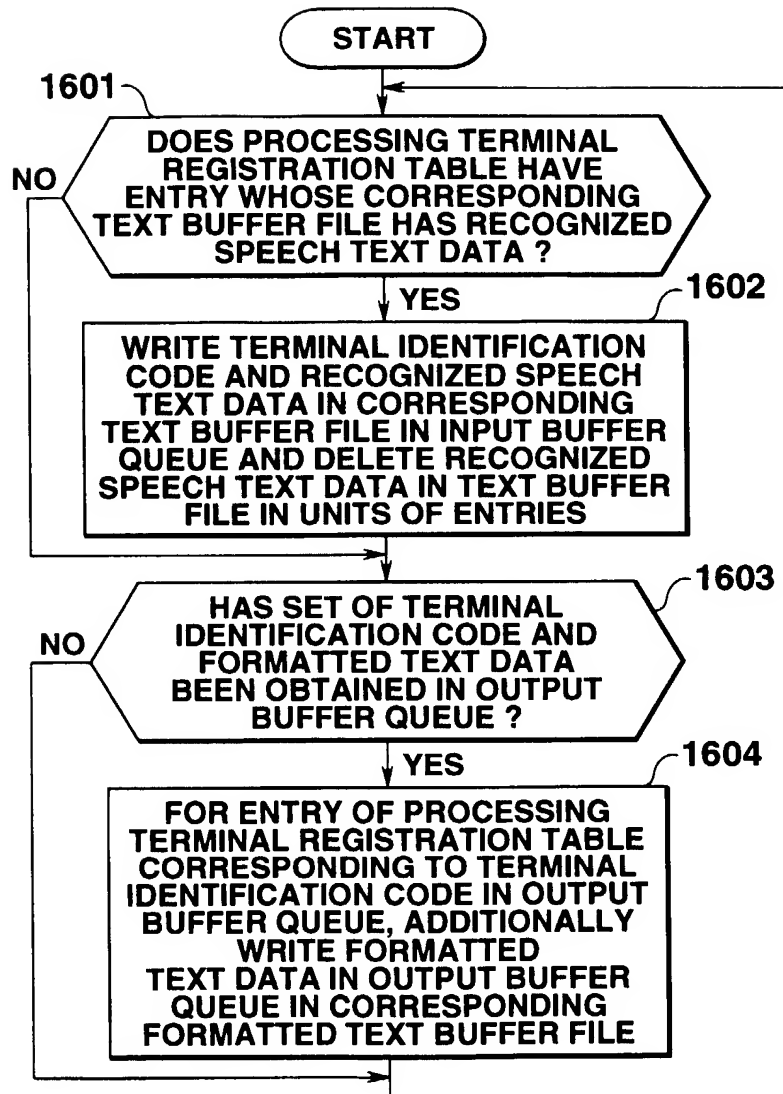 START
1601
DOES PROCESSING TERMINAL
REGISTRATION TABLE HAVE
ENTRY WHOSE CORRESPONDING
TEXT BUFFER FILE HAS RECOGNIZED
SPEECH TEXT DATA ?
NO
YES
1602
WRITE TERMINAL IDENTIFICATION
CODE AND RECOGNIZED SPEECH
TEXT DATA IN CORRESPONDING
TEXT BUFFER FILE IN INPUT BUFFER
QUEUE AND DELETE RECOGNIZED
SPEECH TEXT DATA IN TEXT BUFFER
FILE IN UNITS OF ENTRIES
1603
HAS SET OF TERMINAL
IDENTIFICATION CODE AND
FORMATTED TEXT DATA
BEEN OBTAINED IN OUTPUT
BUFFER QUEUE ?
NO
YES
1604
FOR ENTRY OF PROCESSING
TERMINAL REGISTRATION TABLE
CORRESPONDING TO TERMINAL
IDENTIFICATION CODE IN OUTPUT
BUFFER QUEUE, ADDITIONALLY
WRITE FORMATTED
TEXT DATA IN OUTPUT BUFFER
QUEUE IN CORRESPONDING
FORMATTED TEXT BUFFER FILE